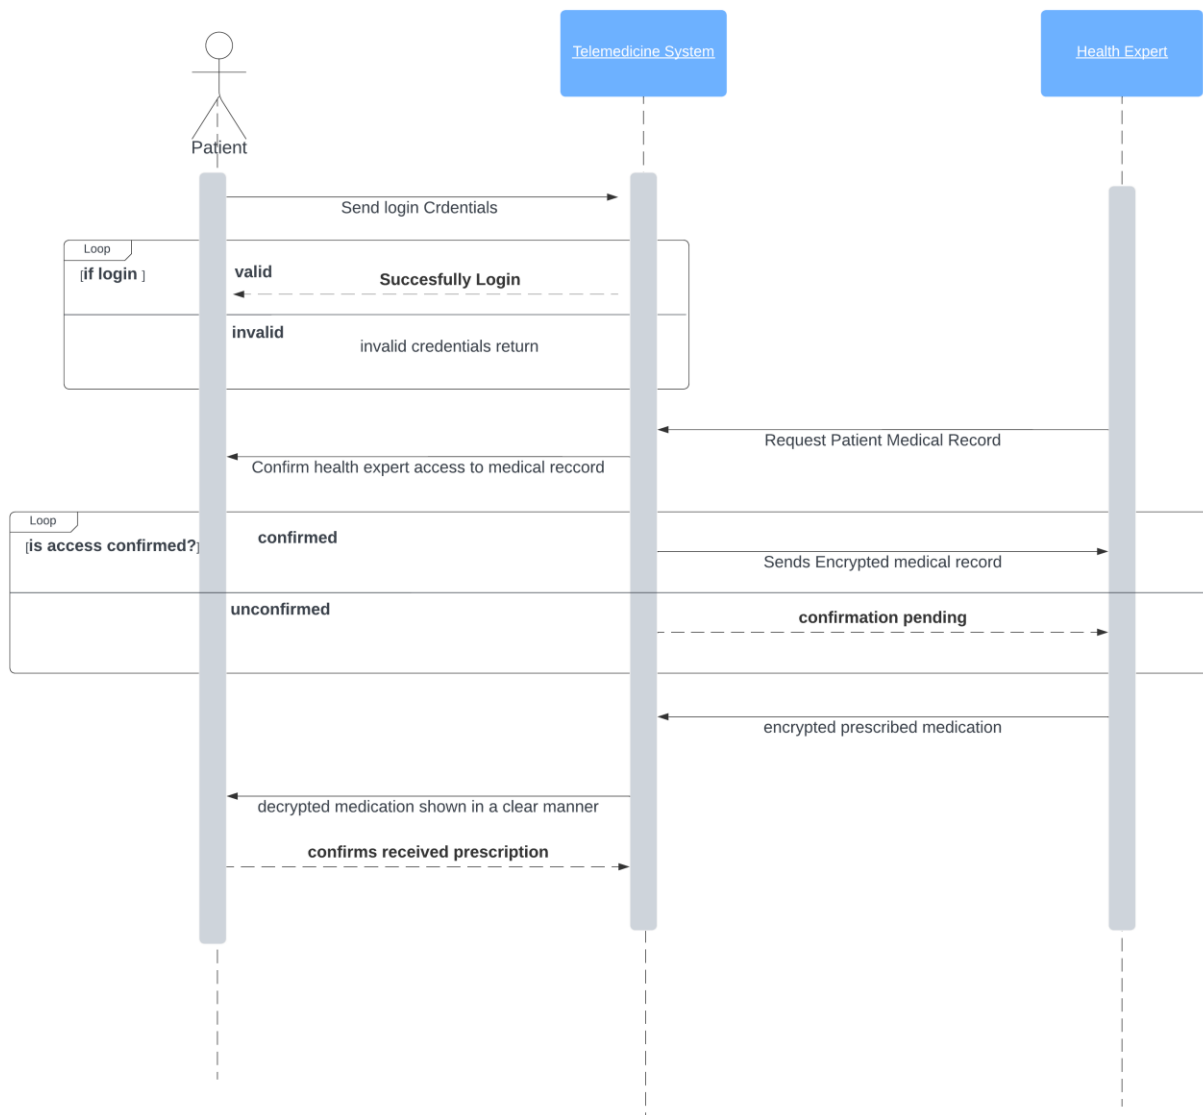 Telemedicine System
Health Expert
Patient
Send login Crdentials
Loop
[if login ]
valid
Succesfully Login
invalid
invalid credentials return
Request Patient Medical Record
Confirm health expert access to medical reccord
Loop
[is access confirmed?]
confirmed
Sends Encrypted medical record
unconfirmed
confirmation pending
encrypted prescribed medication
decrypted medication shown in a clear manner
confirms received prescription